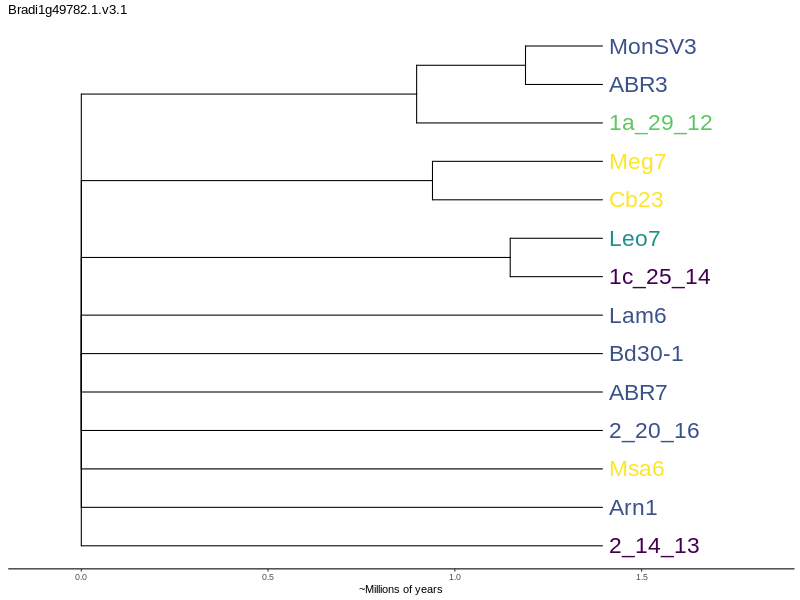 Bradi1g49782.1.v3.1
MonSV3
ABR3
1a_29_12
Meg7
Cb23
Leo7
1c_25_14
Lam6
Bd30-1
ABR7
2_20_16
Msa6
Arn1
2_14_13
0.0 0.5 1.0 1.5
~Millions of years